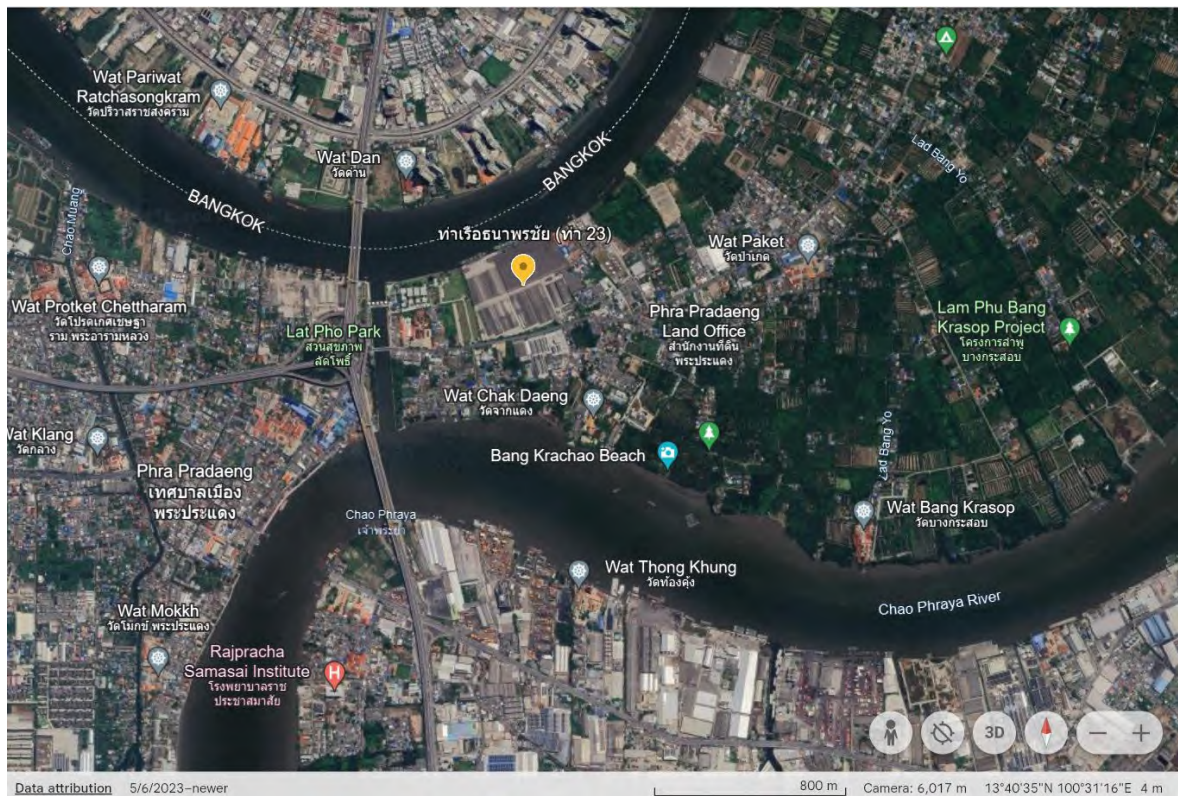 Wat Pariwat
Ratchasongkram
วัดปริวาสราชสงคราม
Wat Dan
วัดด่าน
BANGKOK
BANGKOK
Lad Bang Yo
Chao Muang
ท่าเรือธนาพรชัย (ท่า 23)
Wat Paket
วัดป่าเกด
Wat Protket Chettharam
วัดโปรดเกศเชษฐา
ราม พระอารามหลวง
Lat Pho Park
สวนสุขภาพ
ลัดโพธิ์
Phra Pradaeng
Land Office
สำนักงานที่ดิน
พระประแดง
Lam Phu Bang
Krasop Project
โครงการลำพู
บางกระสอบ
Wat Chak Daeng
วัดจากแดง
Wat Klang
วัดกลาง
Bang Krachao Beach
Lad Bang Yo
Phra Pradaeng
เทศบาลเมือง
พระประแดง
Chao Phraya
เจ้าพระยา
Wat Bang Krasop
วัดบางกระสอบ
Wat Thong Khung
วัดท้องคุ้ง
Chao Phraya River
Wat Mokkh
วัดโมกข์ พระประแดง
Rajpracha
Samasai Institute
โรงพยาบาลราช
ประชาสมาสัย
H
3D
Data attribution 5/6/2023–newer 800 m Camera: 6,017 m 13°40'35"N 100°31'16"E 4 m